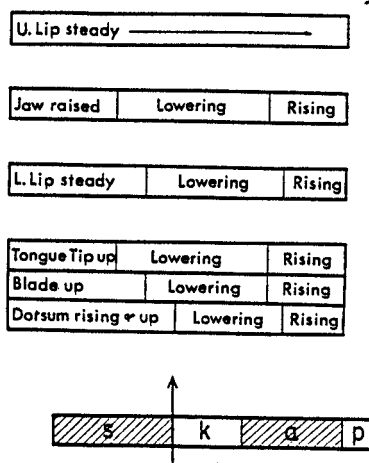 U. Lip steady
Jaw raised Lowering Rising
L. Lip steady Lowering Rising
Tongue Tip up Lowering Rising
Blade up Lowering Rising
Dorsum rising or up Lowering Rising
s k a p